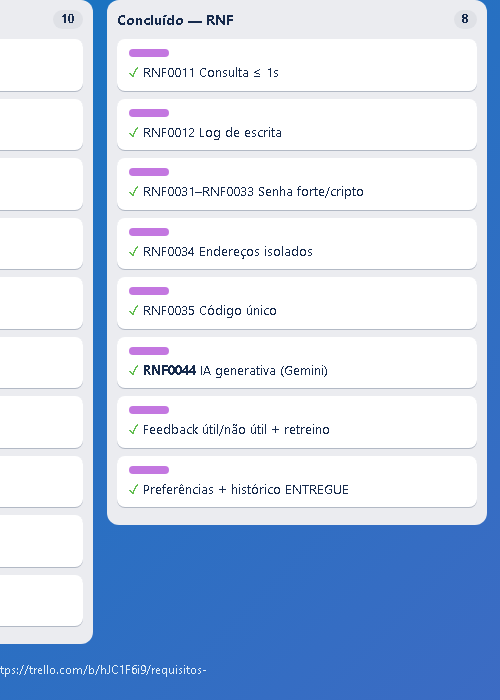 10
Concluído — RNF
8
✓ RNF0011 Consulta ≤ 1s
✓ RNF0012 Log de escrita
✓ RNF0031–RNF0033 Senha forte/cripto
✓ RNF0034 Endereços isolados
✓ RNF0035 Código único
✓ RNF0044 IA generativa (Gemini)
✓ Feedback útil/não útil + retreino
✓ Preferências + histórico ENTREGUE
tps://trello.com/b/hJC1F6i9/requisitos-